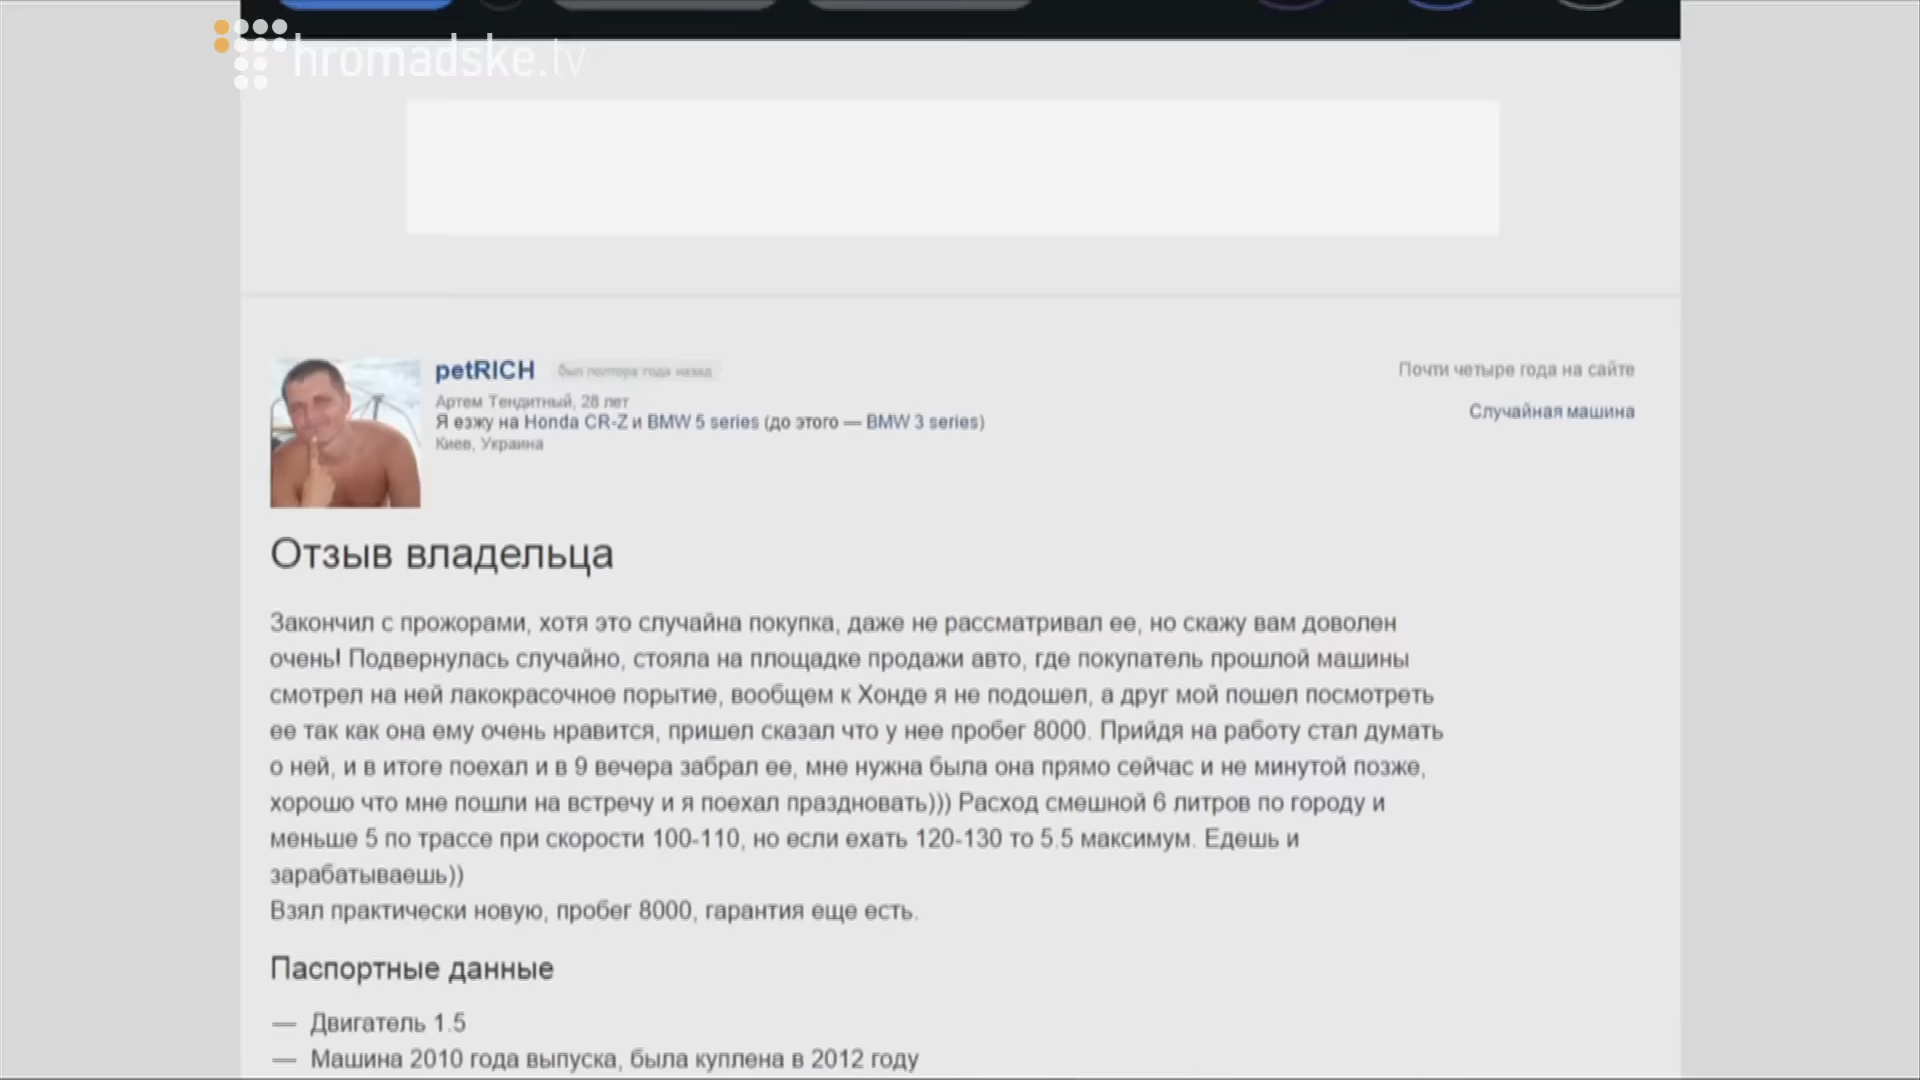 hromadske.tv
petRICH был полтора года назад
Почти четыре года на сайте
Артем Тендитный, 28 лет
Я езжу на Honda CR-Z и BMW 5 series (до этого — BMW 3 series)
Случайная машина
Киев, Украина
Отзыв владельца
Закончил с прожорами, хотя это случайна покупка, даже не рассматривал ее, но скажу вам доволен
очень! Подвернулась случайно, стояла на площадке продажи авто, где покупатель прошлой машины
смотрел на ней лакокрасочное порытие, вообщем к Хонде я не подошел, а друг мой пошел посмотреть
ее так как она ему очень нравится, пришел сказал что у нее пробег 8000. Прийдя на работу стал думать
о ней, и в итоге поехал и в 9 вечера забрал ее, мне нужна была она прямо сейчас и не минутой позже,
хорошо что мне пошли на встречу и я поехал праздновать))) Расход смешной 6 литров по городу и
меньше 5 по трассе при скорости 100-110, но если ехать 120-130 то 5.5 максимум. Едешь и
зарабатываешь))
Взял практически новую, пробег 8000, гарантия еще есть.
Паспортные данные
— Двигатель 1.5
— Машина 2010 года выпуска, была куплена в 2012 году